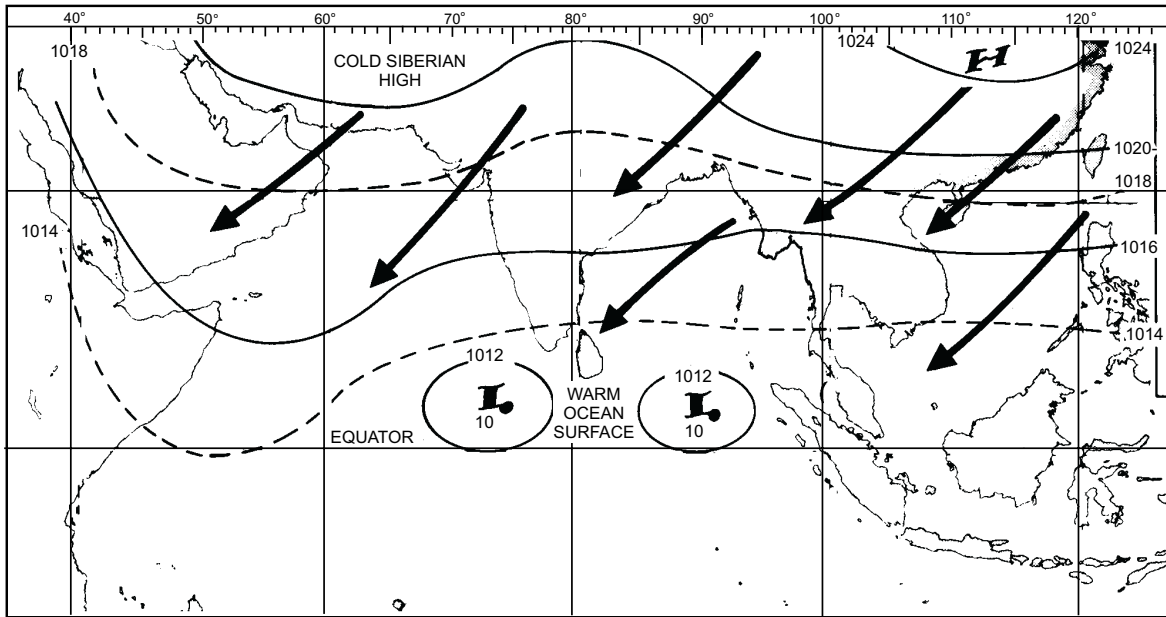 40° 50° 60° 70° 80° 90° 100° 110° 120°
1018
COLD SIBERIAN
HIGH
1024
H
1024
1020
1018
1014
1016
1014
1012
L
10
WARM
OCEAN
SURFACE
1012
L
10
EQUATOR